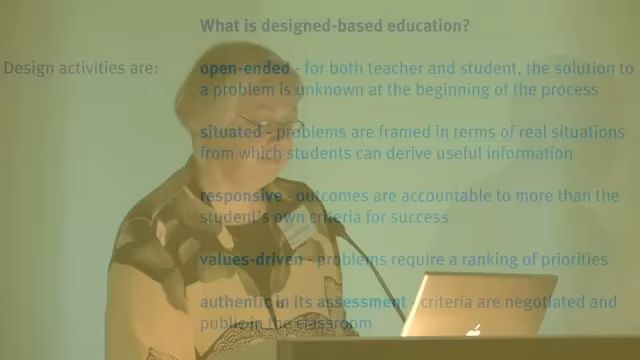 What is designed-based education?
Design activities are:
open-ended - for both teacher and student, the solution to
a problem is unknown at the beginning of the process
situated - problems are framed in terms of real situations
from which students can derive useful information
responsive - outcomes are accountable to more than the
student's own criteria for success
values-driven - problems require a ranking of priorities
authentic in its assessment - criteria are negotiated and
public in the classroom